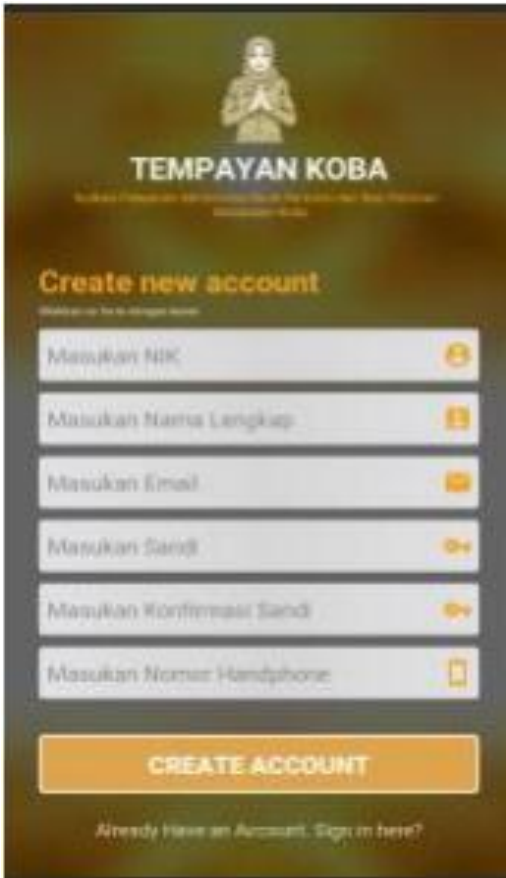 TEMPAYAN KOBA
Create new account
Masukan NIK
Masukan Nama Lengkap
Masukan Email
Masukan Sandi
Masukan Konfirmasi Sandi
Masukan Nomor Handphone
CREATE ACCOUNT
Already Have an Account. Sign in here?